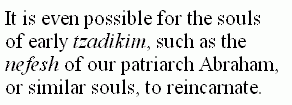 It is even possible for the souls
of early tzadikim, such as the
nefesh of our patriarch Abraham,
or similar souls, to reincarnate.